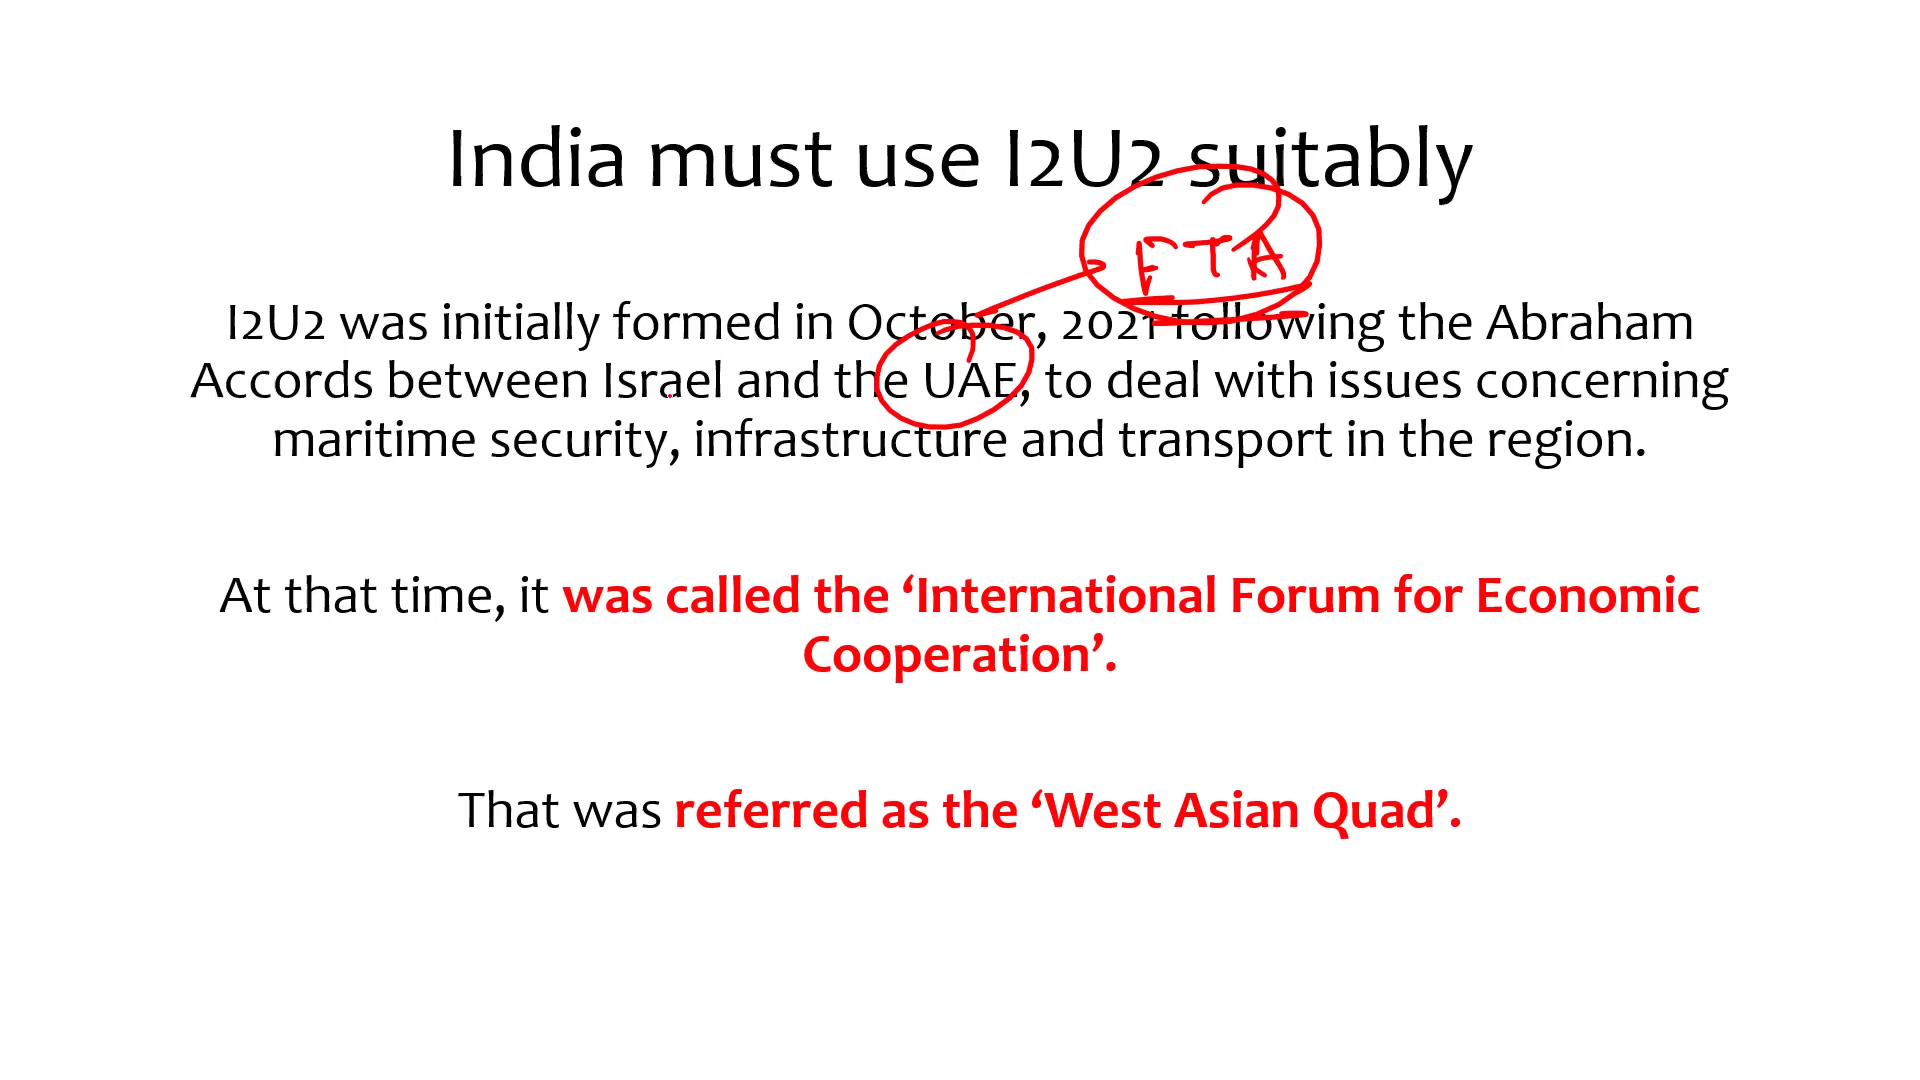 India must use I2U2 suitably
FTA
I2U2 was initially formed in October, 2021 following the Abraham
Accords between Israel and the UAE, to deal with issues concerning
maritime security, infrastructure and transport in the region.
At that time, it was called the ‘International Forum for Economic
Cooperation’.
That was referred as the ‘West Asian Quad’.